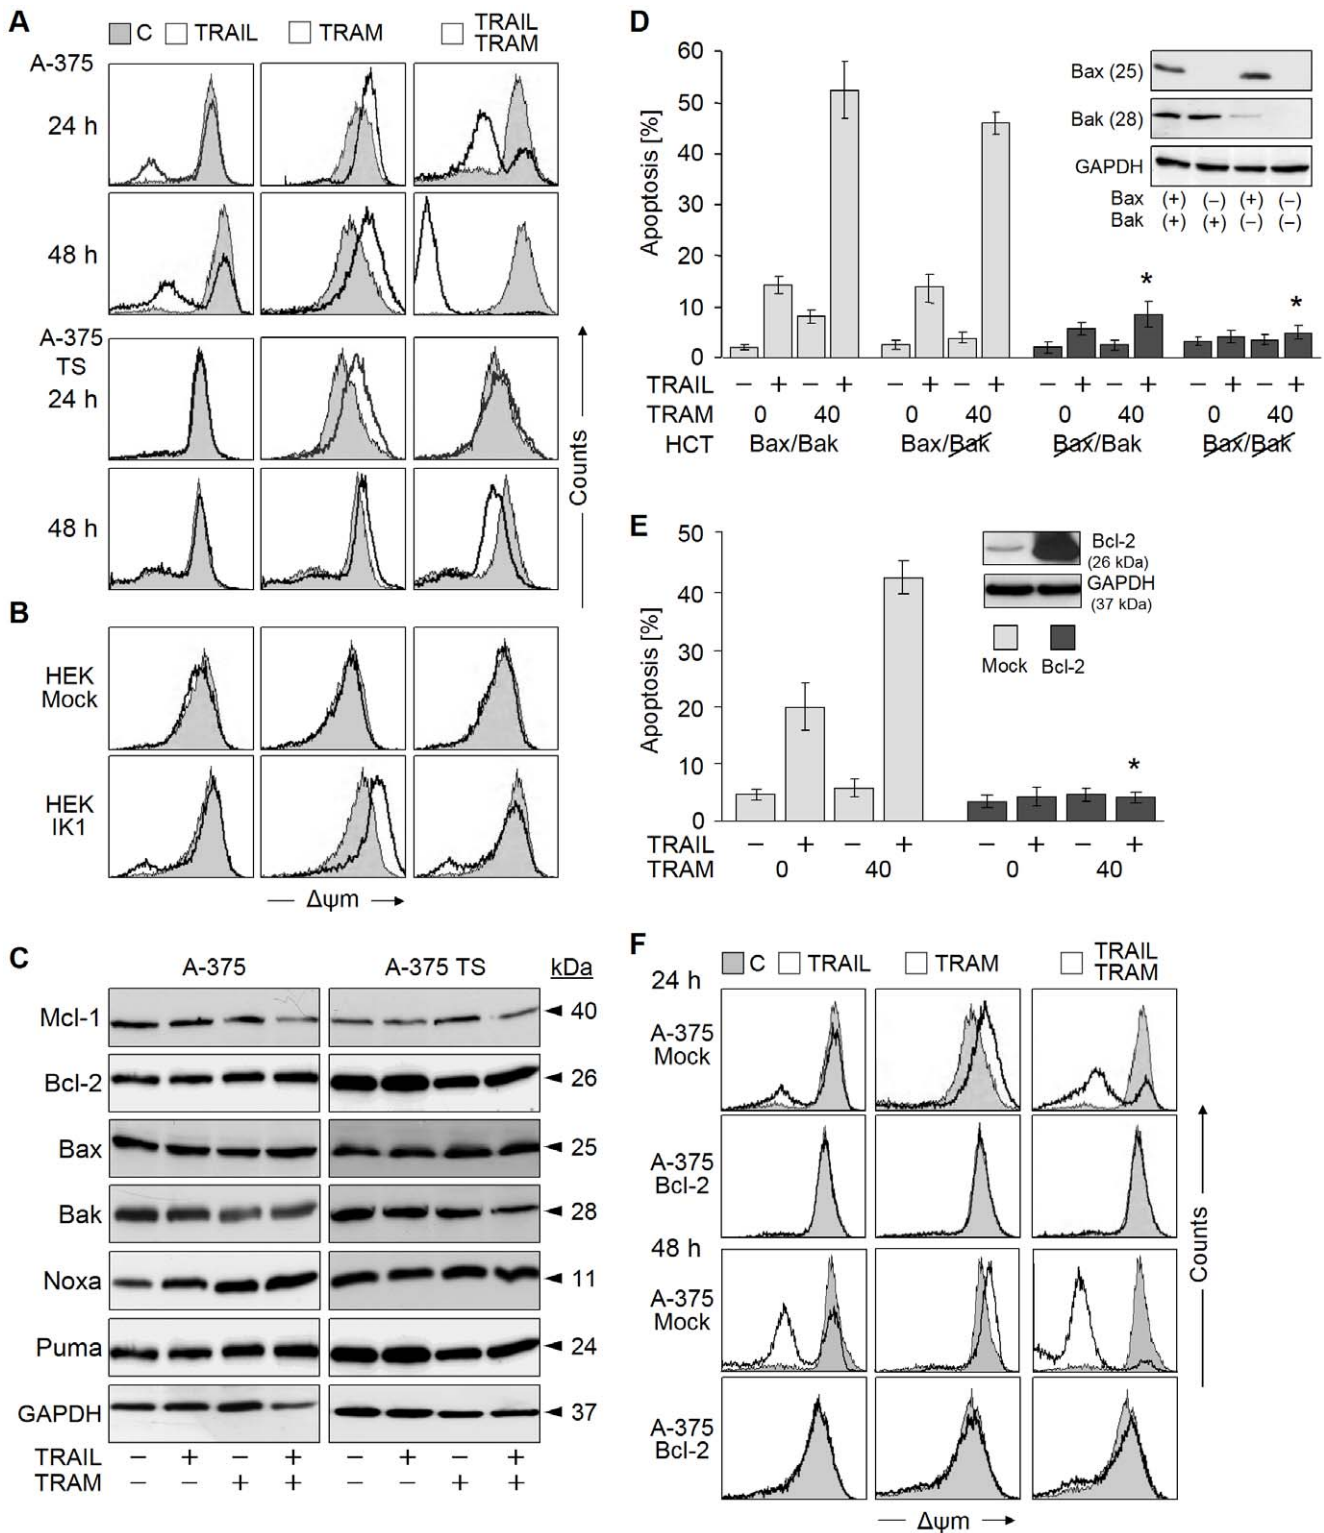 A
C TRAIL TRAM TRAIL
TRAM
A-375
24 h
48 h
A-375
TS
24 h
48 h
Counts
B
HEK
Mock
HEK
IK1
Δψm
C
A-375 A-375 TS kDa
Mcl-1 40
Bcl-2 26
Bax 25
Bak 28
Noxa 11
Puma 24
GAPDH 37
TRAIL − + − + − + − +
TRAM − − + + − − + +
D
Apoptosis [%]
60
50
40
30
20
10
0
Bax (25)
Bak (28)
GAPDH
Bax (+) (−) (+) (−)
Bak (+) (+) (−) (−)
* *
TRAIL − + − + − + − + − + − + − + − +
TRAM 0 40 0 40 0 40 0 40
HCT Bax/Bak Bax/Bak Bax/Bak Bax/Bak
E
Apoptosis [%]
50
40
30
20
10
0
Bcl-2
(26 kDa)
GAPDH
(37 kDa)
Mock Bcl-2
*
TRAIL − + − + − + − +
TRAM 0 40 0 40
F
C TRAIL TRAM TRAIL
TRAM
24 h
A-375
Mock
A-375
Bcl-2
48 h
A-375
Mock
A-375
Bcl-2
Counts
Δψm